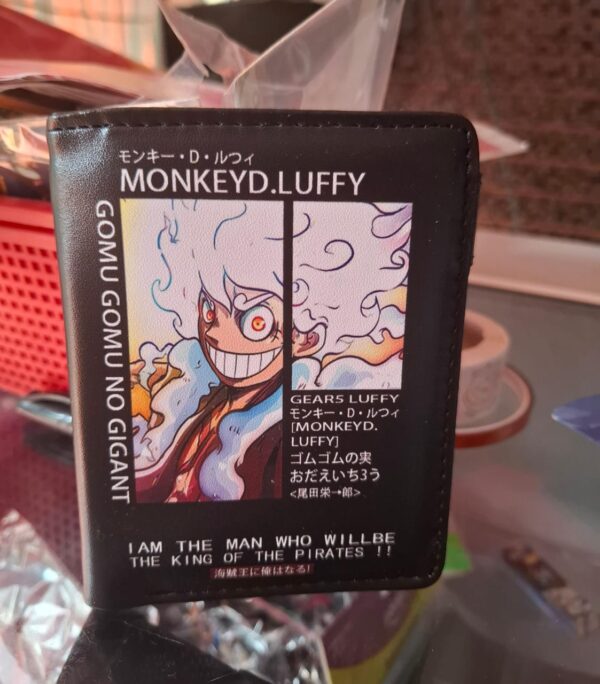 モンキー・D・ルフィ
MONKEYD.LUFFY
GOMU GOMU NO GIGANT
GEAR5 LUFFY
モンキー・D・ルフィ
[MONKEYD.
LUFFY]
ゴムゴムの実
おだえいち3う
<尾田栄→郎>
I AM THE MAN WHO WILLBE
THE KING OF THE PIRATES !!
海賊王に俺はなる!